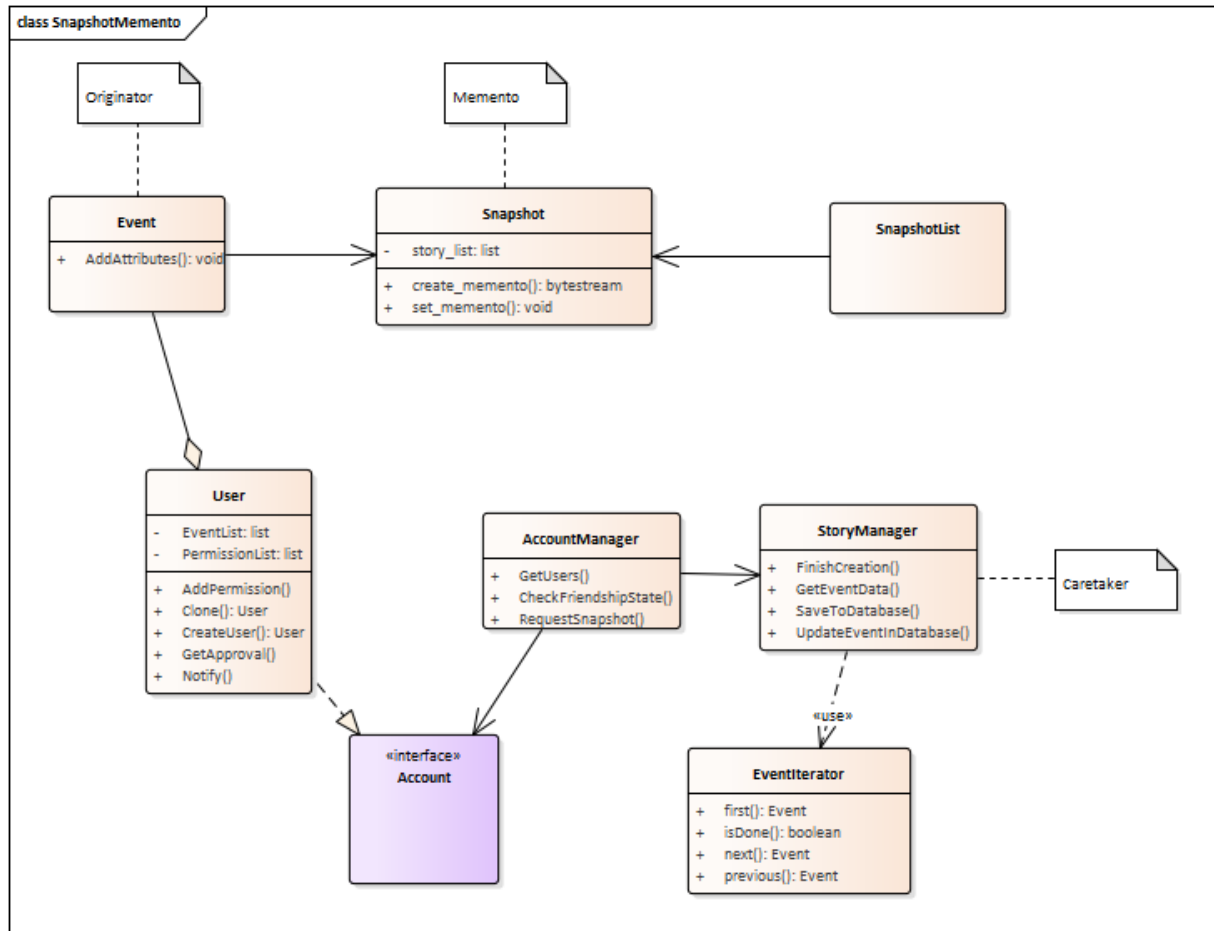 class SnapshotMemento
Originator
Memento
Event
+ AddAttributes(): void
Snapshot
- story_list: list
+ create_memento(): bytestream
+ set_memento(): void
SnapshotList
User
- EventList: list
- PermissionList: list
+ AddPermission()
+ Clone(): User
+ CreateUser(): User
+ GetApproval()
+ Notify()
AccountManager
+ GetUsers()
+ CheckFriendshipState()
+ RequestSnapshot()
StoryManager
+ FinishCreation()
+ GetEventData()
+ SaveToDatabase()
+ UpdateEventInDatabase()
Caretaker
«use»
«interface»
Account
EventIterator
+ first(): Event
+ isDone(): boolean
+ next(): Event
+ previous(): Event